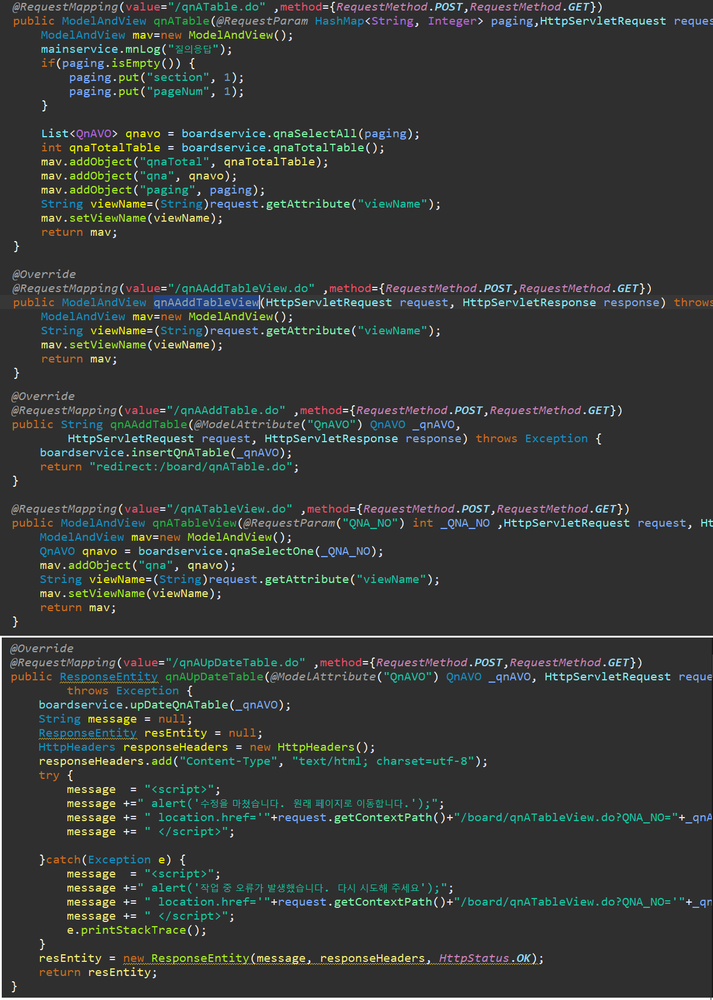 @RequestMapping(value="/qnATable.do" ,method={RequestMethod.POST,RequestMethod.GET})
public ModelAndView qnATable(@RequestParam HashMap<String, Integer> paging,HttpServletRequest reques
ModelAndView mav=new ModelAndView();
mainservice.mnLog("질의응답");
if(paging.isEmpty()) {
paging.put("section", 1);
paging.put("pageNum", 1);
}
List<QnAVO> qnavo = boardservice.qnaSelectAll(paging);
int qnaTotalTable = boardservice.qnaTotalTable();
mav.addObject("qnaTotal", qnaTotalTable);
mav.addObject("qna", qnavo);
mav.addObject("paging", paging);
String viewName=(String)request.getAttribute("viewName");
mav.setViewName(viewName);
return mav;
}
@Override
@RequestMapping(value="/qnAAddTableView.do" ,method={RequestMethod.POST,RequestMethod.GET})
public ModelAndView qnAAddTableView(HttpServletRequest request, HttpServletResponse response) throws
ModelAndView mav=new ModelAndView();
String viewName=(String)request.getAttribute("viewName");
mav.setViewName(viewName);
return mav;
}
@Override
@RequestMapping(value="/qnAAddTable.do" ,method={RequestMethod.POST,RequestMethod.GET})
public String qnAAddTable(@ModelAttribute("QnAVO") QnAVO _qnAVO,
HttpServletRequest request, HttpServletResponse response) throws Exception {
boardservice.insertQnATable(_qnAVO);
return "redirect:/board/qnATable.do";
}
@RequestMapping(value="/qnATableView.do" ,method={RequestMethod.POST,RequestMethod.GET})
public ModelAndView qnATableView(@RequestParam("QNA_NO") int _QNA_NO ,HttpServletRequest request, Ht
ModelAndView mav=new ModelAndView();
QnAVO qnavo = boardservice.qnaSelectOne(_QNA_NO);
mav.addObject("qna", qnavo);
String viewName=(String)request.getAttribute("viewName");
mav.setViewName(viewName);
return mav;
}
@Override
@RequestMapping(value="/qnAUpDateTable.do" ,method={RequestMethod.POST,RequestMethod.GET})
public ResponseEntity qnAUpDateTable(@ModelAttribute("QnAVO") QnAVO _qnAVO, HttpServletRequest reque
throws Exception {
boardservice.upDateQnATable(_qnAVO);
String message = null;
ResponseEntity resEntity = null;
HttpHeaders responseHeaders = new HttpHeaders();
responseHeaders.add("Content-Type", "text/html; charset=utf-8");
try {
message  = "<script>";
message +=" alert('수정을 마쳤습니다. 원래 페이지로 이동합니다.');";
message += " location.href='"+request.getContextPath()+"/board/qnATableView.do?QNA_NO="+_qnA
message += " </script>";
}catch(Exception e) {
message  = "<script>";
message +=" alert('작업 중 오류가 발생했습니다. 다시 시도해 주세요');";
message += " location.href='"+request.getContextPath()+"/board/qnATableView.do?QNA_NO='"+_qn
message += " </script>";
e.printStackTrace();
}
resEntity = new ResponseEntity(message, responseHeaders, HttpStatus.OK);
return resEntity;
}